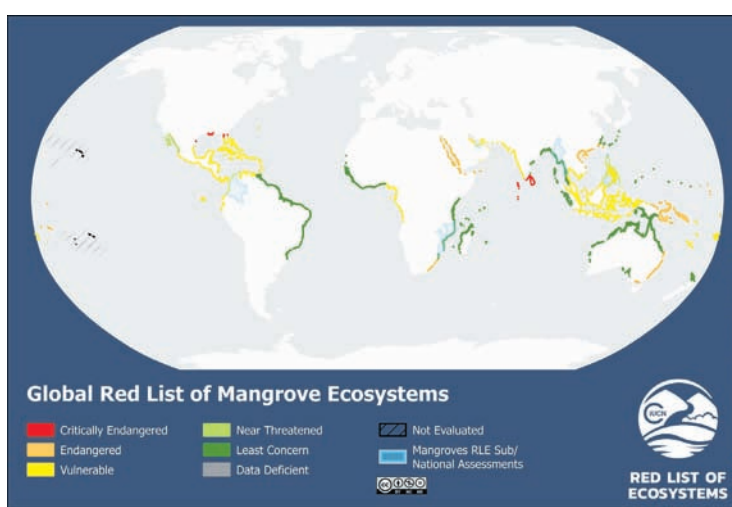 Global Red List of Mangrove Ecosystems
Critically Endangered
Endangered
Vulnerable
Near Threatened
Least Concern
Data Deficient
Not Evaluated
Mangroves RLE Sub/
National Assessments
RED LIST OF
ECOSYSTEMS